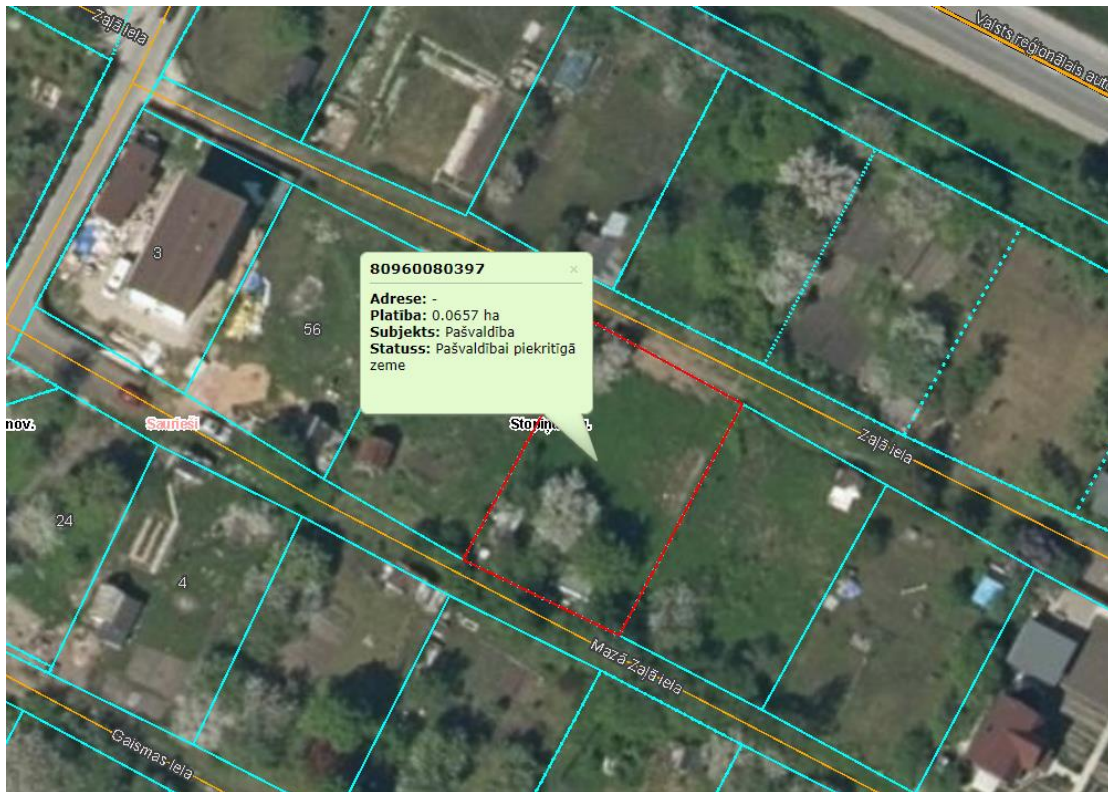 Zaļā iela
Valsts reģionālais auto
3
80960080397 ×
Adrese: -
Platība: 0.0657 ha
Subjekts: Pašvaldība
Statuss: Pašvaldībai piekritīgā
zeme
56
nov.
Saurieši
Zaļā iela
24
4
Mazā Zaļā iela
Gaismas iela